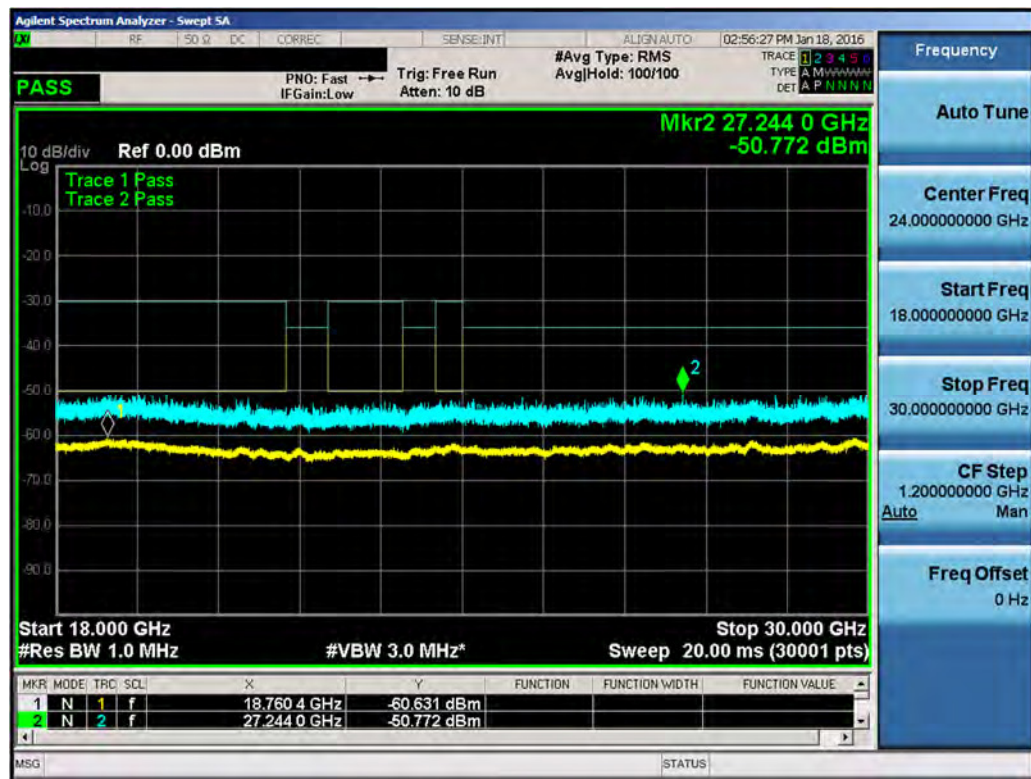 Agilent Spectrum Analyzer - Swept SA
RF 50 Ω DC CORREC SENSE:INT ALIGN AUTO 02:56:27 PM Jan 18, 2016
Frequency
PASS
PNO: Fast
IFGain:Low
Trig: Free Run
Atten: 10 dB
#Avg Type: RMS
Avg|Hold: 100/100
TRACE 1 2 3 4 5 6
TYPE A M W W W W
DET A P N N N N
Auto Tune
Mkr2 27.244 0 GHz
-50.772 dBm
10 dB/div
Log
Ref 0.00 dBm
Trace 1 Pass
Trace 2 Pass
-10.0
-20.0
-30.0
-40.0
-50.0
-60.0
-70.0
-80.0
-90.0
1
2
Center Freq
24.000000000 GHz
Start Freq
18.000000000 GHz
Stop Freq
30.000000000 GHz
CF Step
1.200000000 GHz
Auto Man
Freq Offset
0 Hz
Start 18.000 GHz Stop 30.000 GHz
#Res BW 1.0 MHz #VBW 3.0 MHz* Sweep 20.00 ms (30001 pts)
MKR MODE TRC SCL X Y FUNCTION FUNCTION WIDTH FUNCTION VALUE
1 N 1 f 18.760 4 GHz -60.631 dBm
2 N 2 f 27.244 0 GHz -50.772 dBm
MSG STATUS